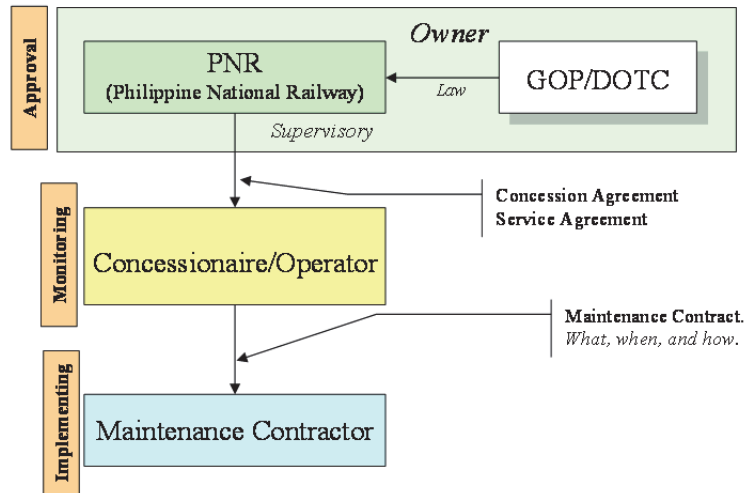 Approval
Owner
PNR
(Philippine National Railway)
Law
GOP/DOTC
Supervisory
Concession Agreement
Service Agreement
Monitoring
Concessionaire/Operator
Maintenance Contract.
What, when, and how.
Implementing
Maintenance Contractor